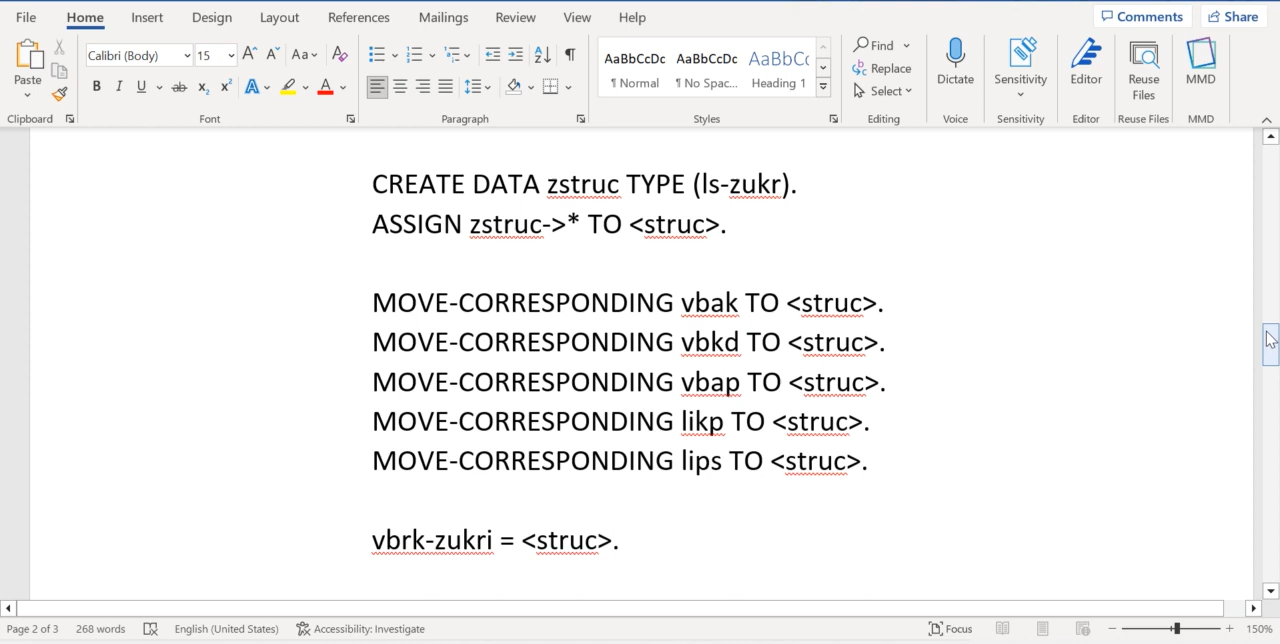 File Home Insert Design Layout References Mailings Review View Help Comments Share
Calibri (Body) 15 Aa AaBbCcDc AaBbCcDc AaBbCc Find
Paste Normal No Spac... Heading 1 Replace Dictate Sensitivity Editor Reuse Files MMD
B I U ab x₂ x² A A Select
Clipboard Font Paragraph Styles Editing Voice Sensitivity Editor Reuse Files MMD
CREATE DATA zstruc TYPE (ls-zukr).
ASSIGN zstruc->* TO <struc>.
MOVE-CORRESPONDING vbak TO <struc>.
MOVE-CORRESPONDING vbkd TO <struc>.
MOVE-CORRESPONDING vbap TO <struc>.
MOVE-CORRESPONDING likp TO <struc>.
MOVE-CORRESPONDING lips TO <struc>.
vbrk-zukri = <struc>.
Page 2 of 3 268 words English (United States) Accessibility: Investigate Focus 150%